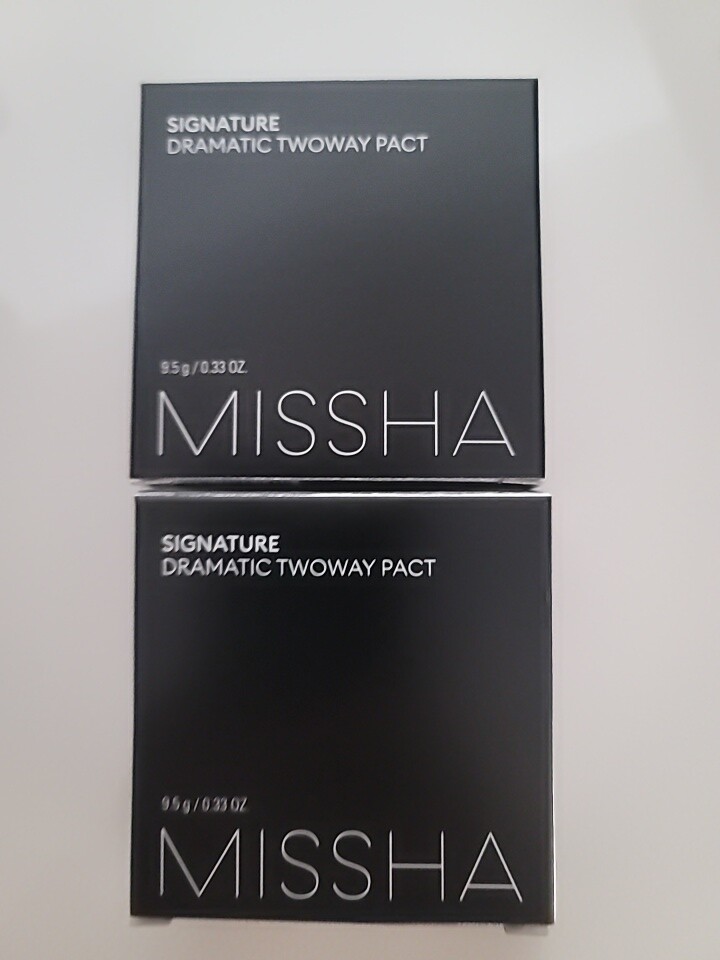 SIGNATURE
DRAMATIC TWOWAY PACT
9.5 g / 0.33 OZ.
MISSHA
SIGNATURE
DRAMATIC TWOWAY PACT
9.5 g / 0.33 OZ.
MISSHA